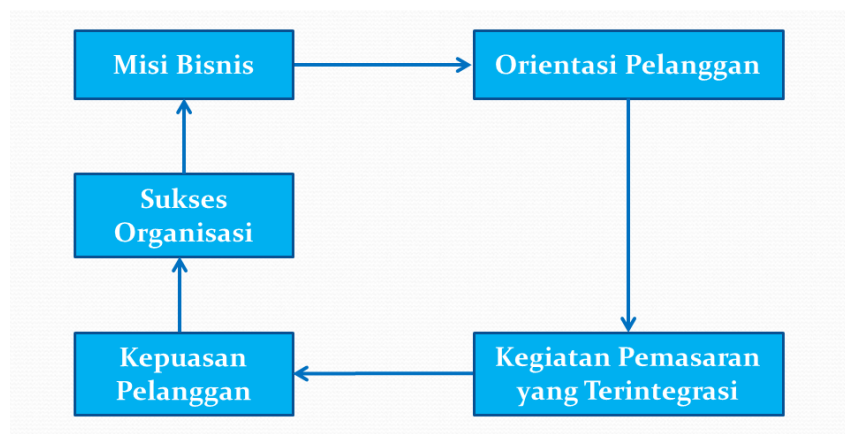 Misi Bisnis
Orientasi Pelanggan
Sukses
Organisasi
Kepuasan
Pelanggan
Kegiatan Pemasaran
yang Terintegrasi